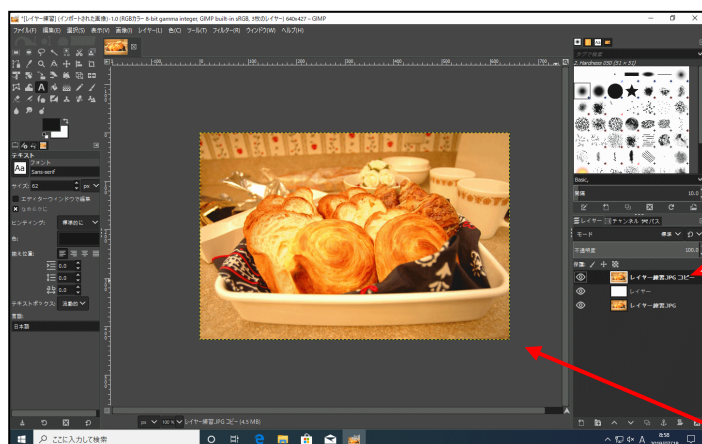 *[レイヤー練習] (インポートされた画像)-1.0 (RGBカラー 8-bit gamma integer, GIMP built-in sRGB, 3枚のレイヤー) 640x427 – GIMP
ファイル(F) 編集(E) 選択(S) 表示(V) 画像(I) レイヤー(L) 色(C) ツール(T) フィルター(R) ウィンドウ(W) ヘルプ(H)
2. Hardness 050 (51 × 51)
テキスト
フォント
Aa Sans-serif
サイズ: 62 px
エディターウィンドウで編集
なめらかに
ヒンティング: 標準的に
色:
揃え位置:
0.0
0.0
0.0
テキストボックス: 流動的
言語:
日本語
Basic,
間隔 10.0
レイヤー チャンネル パス
モード 標準
不透明度 100.0
保護:
レイヤー練習.JPG コピー
レイヤー
レイヤー練習.JPG
px 100 % レイヤー練習.JPG コピー (4.5 MB)
ここに入力して検索
A 8:58